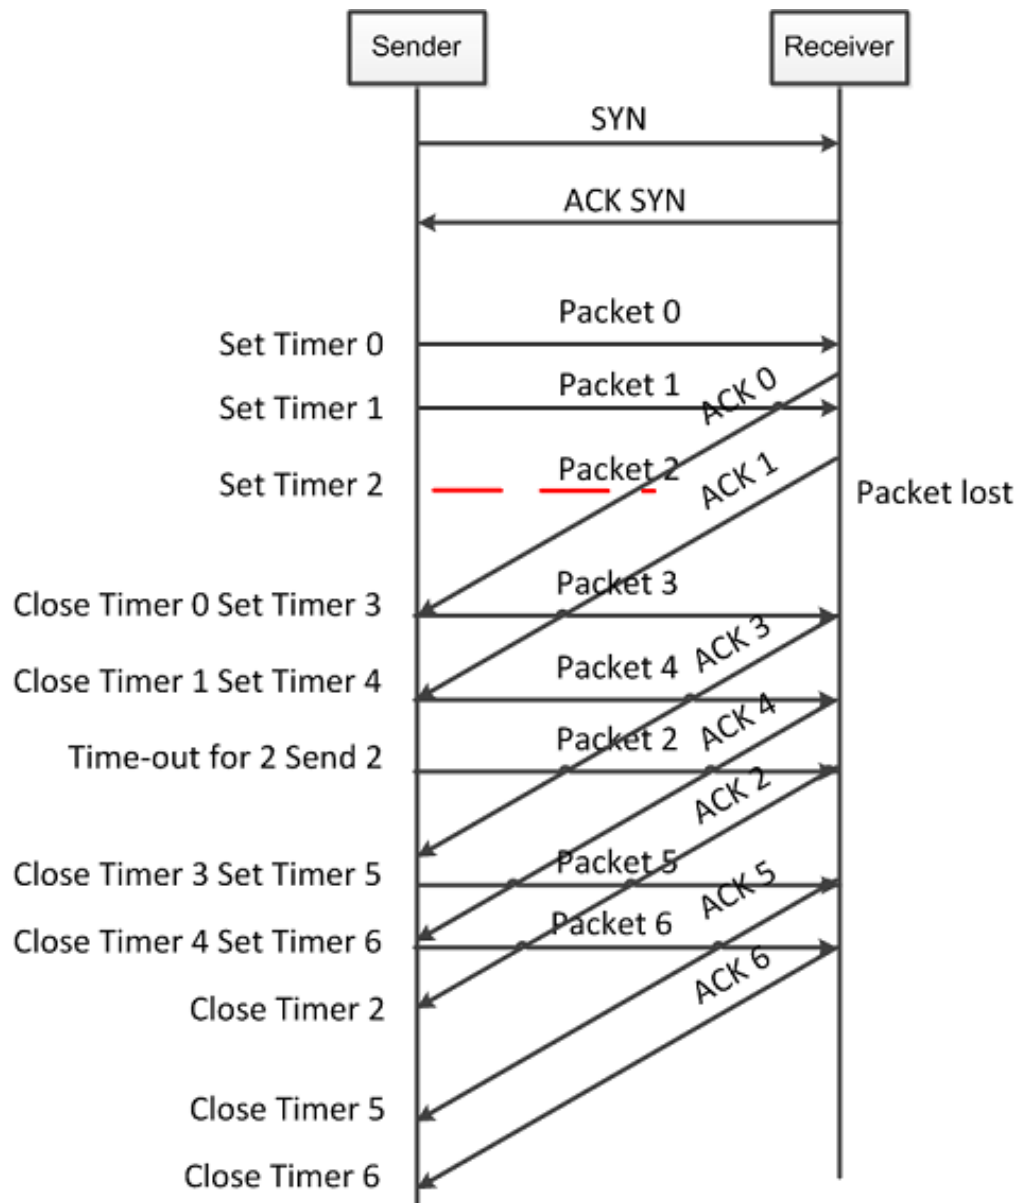 Sender
Receiver
SYN
ACK SYN
Packet 0
Set Timer 0
Packet 1
ACK 0
Set Timer 1
Packet 2
ACK 1
Set Timer 2
Packet lost
Packet 3
Close Timer 0 Set Timer 3
ACK 3
Packet 4
Close Timer 1 Set Timer 4
ACK 4
Packet 2
Time-out for 2 Send 2
ACK 2
Packet 5
Close Timer 3 Set Timer 5
ACK 5
Packet 6
Close Timer 4 Set Timer 6
ACK 6
Close Timer 2
Close Timer 5
Close Timer 6